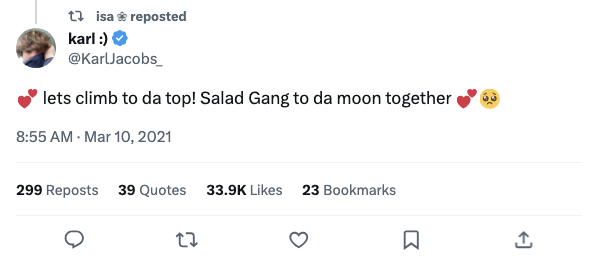 isa ❀ reposted
karl :)
@KarlJacobs_
💕 lets climb to da top! Salad Gang to da moon together 💕🥺
8:55 AM · Mar 10, 2021
299 Reposts 39 Quotes 33.9K Likes 23 Bookmarks